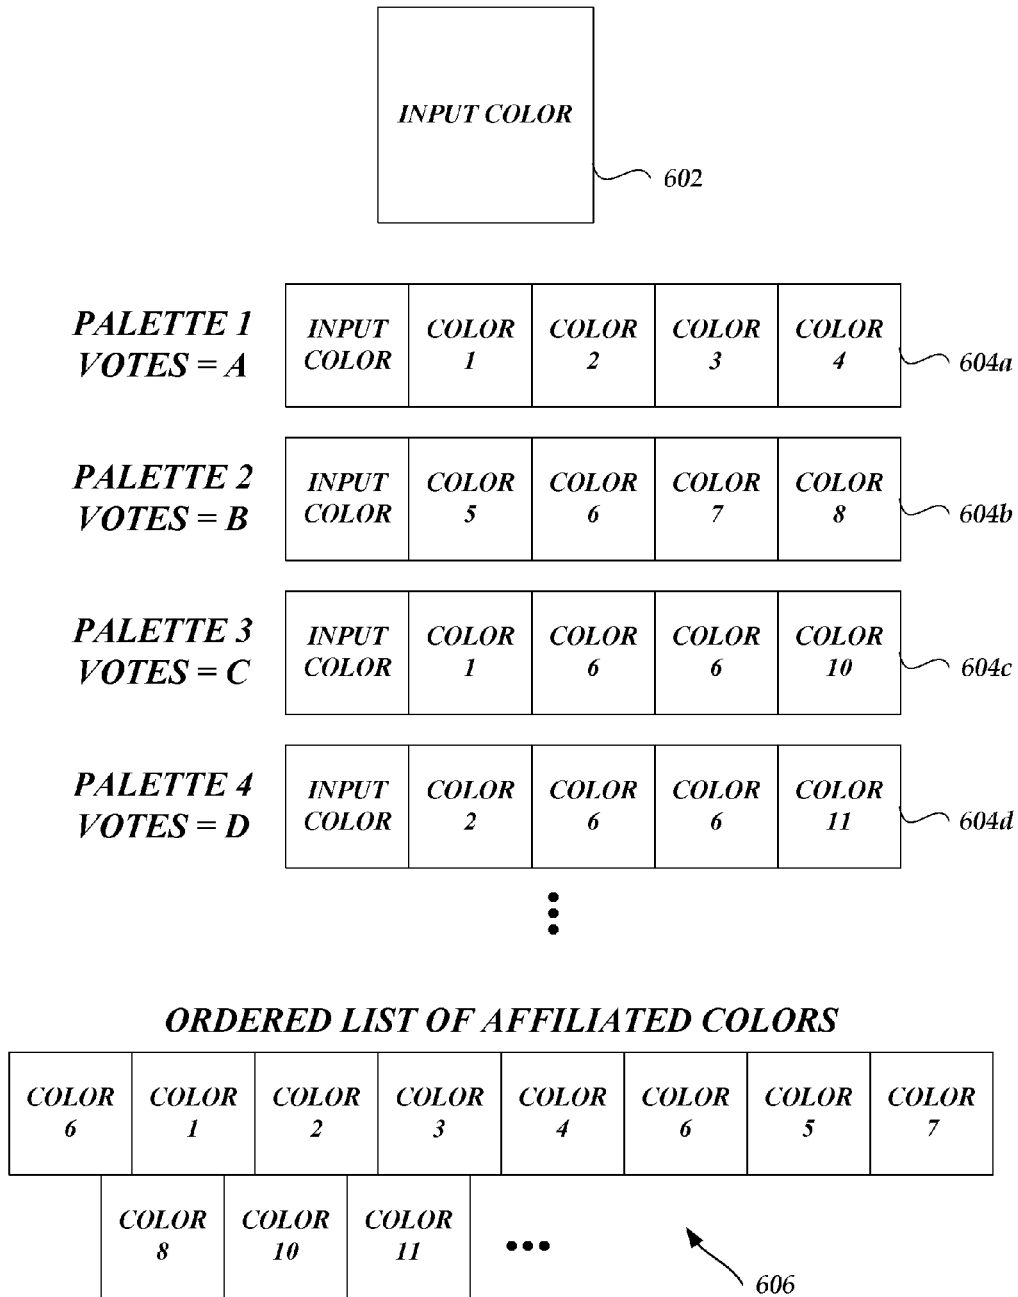 INPUT COLOR
602
PALETTE 1
VOTES = A
INPUT COLOR
COLOR 1
COLOR 2
COLOR 3
COLOR 4
604a
PALETTE 2
VOTES = B
INPUT COLOR
COLOR 5
COLOR 6
COLOR 7
COLOR 8
604b
PALETTE 3
VOTES = C
INPUT COLOR
COLOR 1
COLOR 6
COLOR 6
COLOR 10
604c
PALETTE 4
VOTES = D
INPUT COLOR
COLOR 2
COLOR 6
COLOR 6
COLOR 11
604d
ORDERED LIST OF AFFILIATED COLORS
COLOR 6
COLOR 1
COLOR 2
COLOR 3
COLOR 4
COLOR 6
COLOR 5
COLOR 7
COLOR 8
COLOR 10
COLOR 11
606